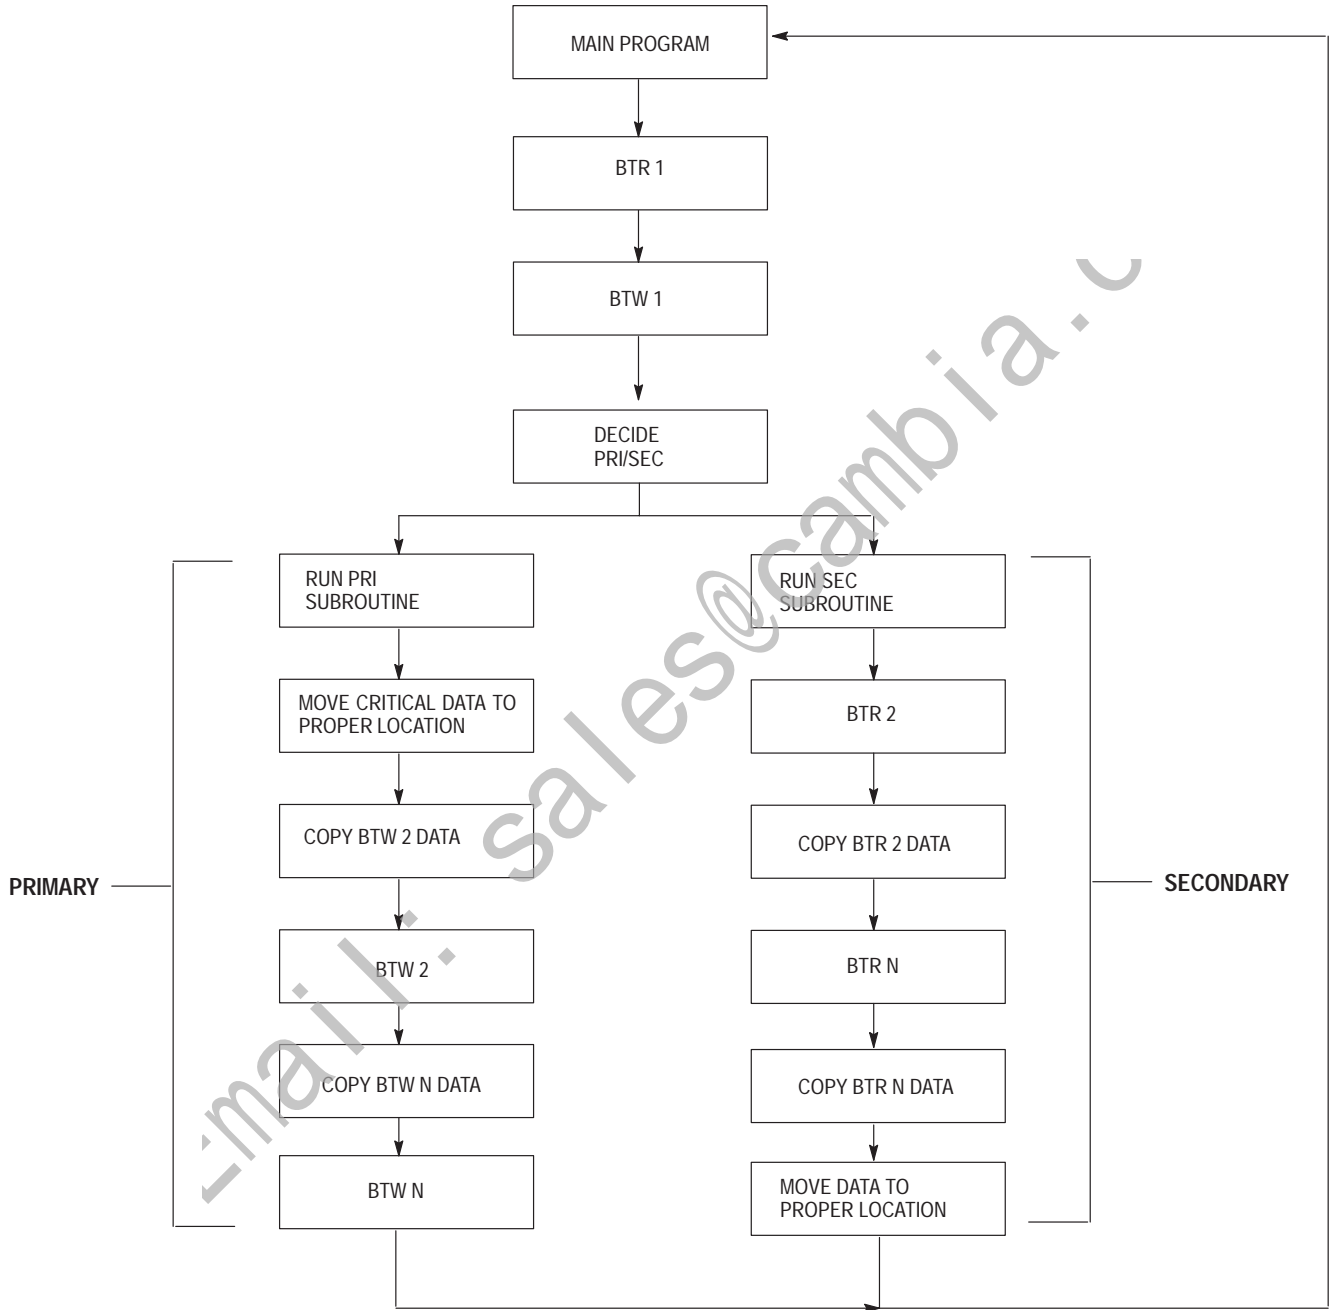 MAIN PROGRAM
BTR 1
BTW 1
DECIDE
PRI/SEC
PRIMARY
RUN PRI
SUBROUTINE
MOVE CRITICAL DATA TO
PROPER LOCATION
COPY BTW 2 DATA
BTW 2
COPY BTW N DATA
BTW N
RUN SEC
SUBROUTINE
BTR 2
COPY BTR 2 DATA
BTR N
COPY BTR N DATA
MOVE DATA TO
PROPER LOCATION
SECONDARY
sales@cambia.